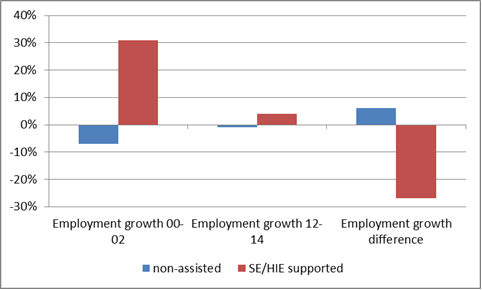 40%
30%
20%
10%
0%
-10%
-20%
-30%
Employment growth 00-
02
Employment growth 12-
14
Employment growth
difference
non-assisted
SE/HIE supported